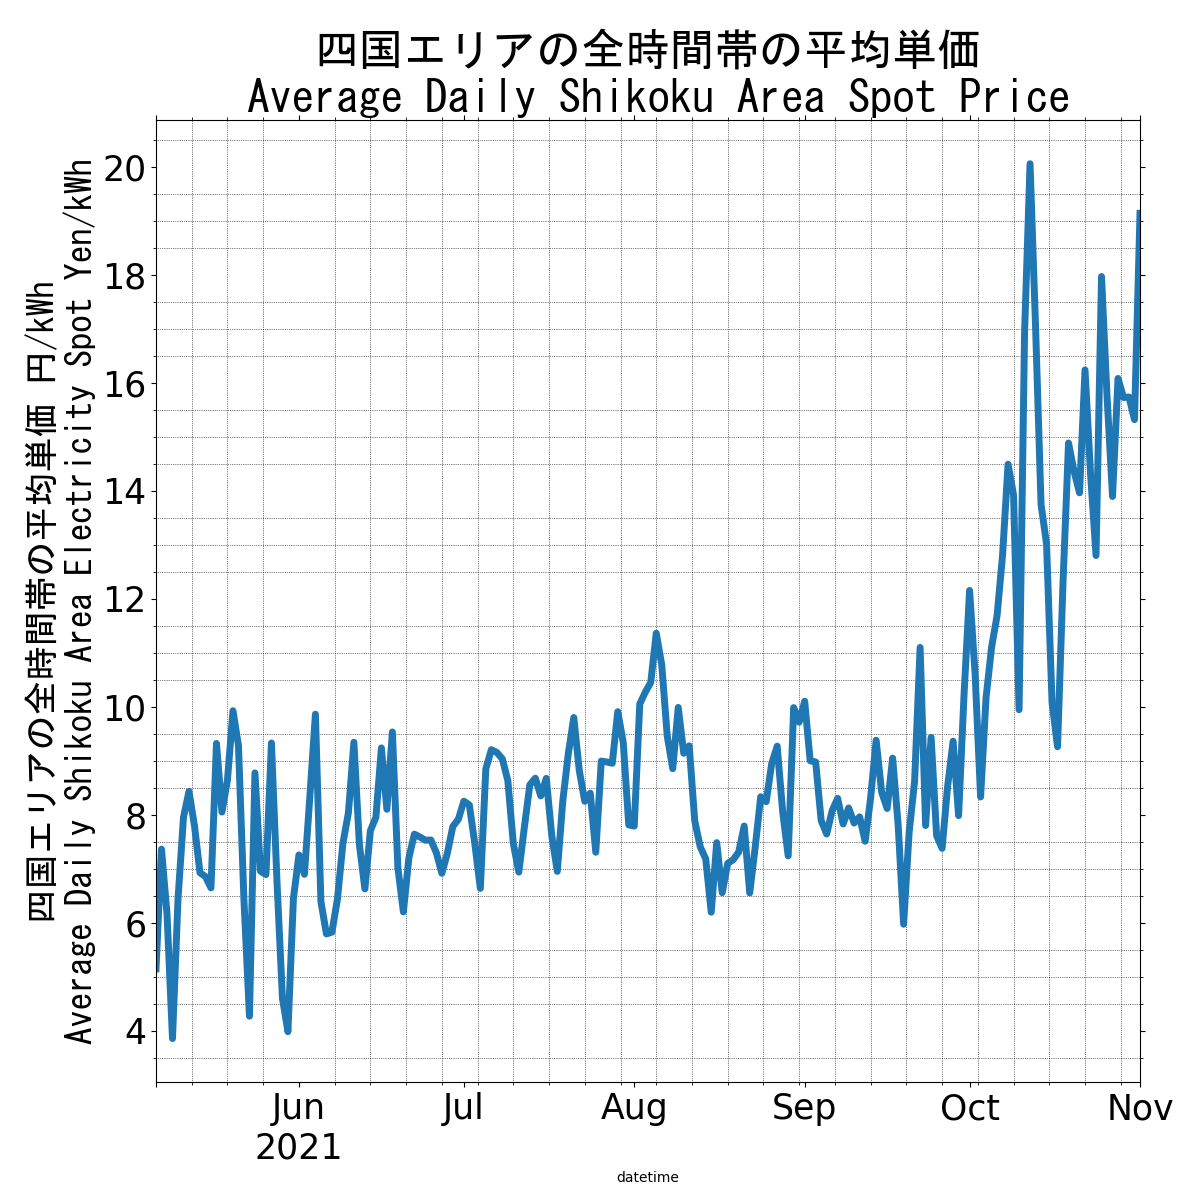 四国エリアの全時間帯の平均単価
Average Daily Shikoku Area Spot Price
四国エリアの全時間帯の平均単価 円/kWh
Average Daily Shikoku Area Electricity Spot Yen/kWh
20
18
16
14
12
10
8
6
4
Jun
2021
Jul
Aug
Sep
Oct
Nov
datetime